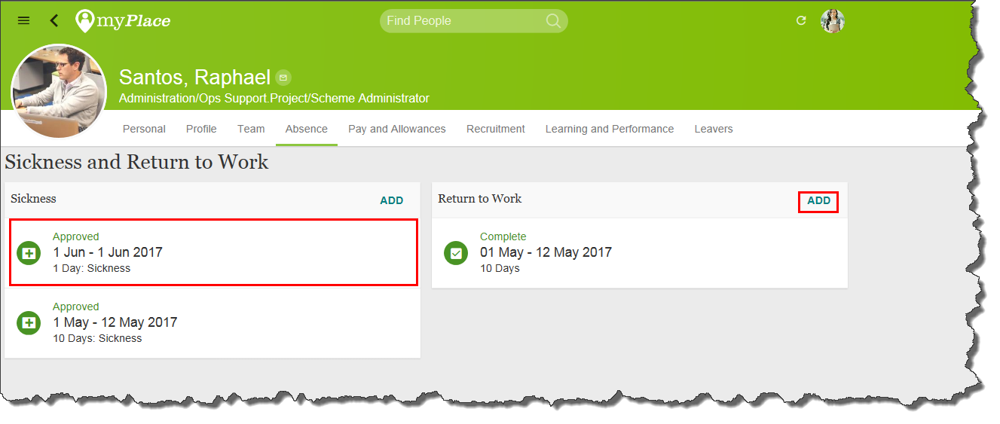 myPlace
Find People
Santos, Raphael
Administration/Ops Support.Project/Scheme Administrator
Personal Profile Team Absence Pay and Allowances Recruitment Learning and Performance Leavers
Sickness and Return to Work
Sickness ADD
Approved
1 Jun - 1 Jun 2017
1 Day: Sickness
Approved
1 May - 12 May 2017
10 Days: Sickness
Return to Work ADD
Complete
01 May - 12 May 2017
10 Days